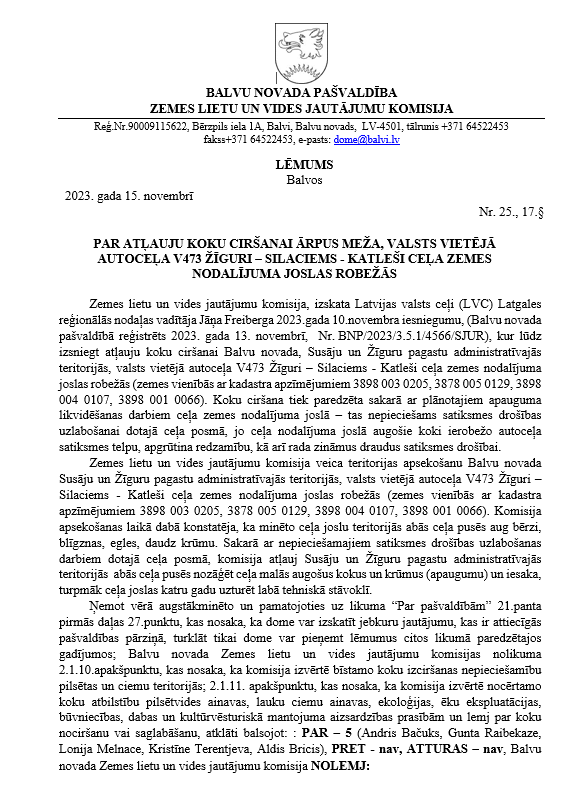 BALVU NOVADA PAŠVALDĪBA
ZEMES LIETU UN VIDES JAUTĀJUMU KOMISIJA
Reģ.Nr.90009115622, Bērzpils iela 1A, Balvi, Balvu novads, LV-4501, tālrunis +371 64522453
fakss+371 64522453, e-pasts: dome@balvi.lv
LĒMUMS
Balvos
2023. gada 15. novembrī
Nr. 25., 17.§
PAR ATĻAUJU KOKU CIRŠANAI ĀRPUS MEŽA, VALSTS VIETĒJĀ
AUTOCEĻA V473 ŽĪGURI – SILACIEMS - KATLEŠI CEĻA ZEMES
NODALĪJUMA JOSLAS ROBEŽĀS
Zemes lietu un vides jautājumu komisija, izskata Latvijas valsts ceļi (LVC) Latgales
reģionālās nodaļas vadītāja Jāņa Freiberga 2023.gada 10.novembra iesniegumu, (Balvu novada
pašvaldībā reģistrēts 2023. gada 13. novembrī, Nr. BNP/2023/3.5.1/4566/SJUR), kur lūdz
izsniegt atļauju koku ciršanai Balvu novada, Susāju un Žīguru pagastu administratīvajās
teritorijās, valsts vietējā autoceļa V473 Žīguri – Silaciems - Katleši ceļa zemes nodalījuma
joslas robežās (zemes vienībās ar kadastra apzīmējumiem 3898 003 0205, 3878 005 0129, 3898
004 0107, 3898 001 0066). Koku ciršana tiek paredzēta sakarā ar plānotajiem apauguma
likvidēšanas darbiem ceļa zemes nodalījuma joslā – tas nepieciešams satiksmes drošības
uzlabošanai dotajā ceļa posmā, jo ceļa nodalījuma joslā augošie koki ierobežo autoceļa
satiksmes telpu, apgrūtina redzamību, kā arī rada zināmus draudus satiksmes drošībai.
Zemes lietu un vides jautājumu komisija veica teritorijas apsekošanu Balvu novada
Susāju un Žīguru pagastu administratīvajās teritorijās, valsts vietējā autoceļa V473 Žīguri –
Silaciems - Katleši ceļa zemes nodalījuma joslas robežās (zemes vienībās ar kadastra
apzīmējumiem 3898 003 0205, 3878 005 0129, 3898 004 0107, 3898 001 0066). Komisija
apsekošanas laikā dabā konstatēja, ka minēto ceļa joslu teritorijās abās ceļa pusēs aug bērzi,
blīgznas, egles, daudz krūmu. Sakarā ar nepieciešamajiem satiksmes drošības uzlabošanas
darbiem dotajā ceļa posmā, komisija atļauj Susāju un Žīguru pagastu administratīvajās
teritorijās abās ceļa pusēs nozāģēt ceļa malās augošus kokus un krūmus (apaugumu) un iesaka,
turpmāk ceļa joslas katru gadu uzturēt labā tehniskā stāvoklī.
Ņemot vērā augstākminēto un pamatojoties uz likuma “Par pašvaldībām” 21.panta
pirmās daļas 27.punktu, kas nosaka, ka dome var izskatīt jebkuru jautājumu, kas ir attiecīgās
pašvaldības pārziņā, turklāt tikai dome var pieņemt lēmumus citos likumā paredzētajos
gadījumos; Balvu novada Zemes lietu un vides jautājumu komisijas nolikuma
2.1.10.apakšpunktu, kas nosaka, ka komisija izvērtē bīstamo koku izciršanas nepieciešamību
pilsētas un ciemu teritorijās; 2.1.11. apakšpunktu, kas nosaka, ka komisija izvērtē nocērtamo
koku atbilstību pilsētvides ainavas, lauku ciemu ainavas, ekoloģijas, ēku ekspluatācijas,
būvniecības, dabas un kultūrvēsturiskā mantojuma aizsardzības prasībām un lemj par koku
nociršanu vai saglabāšanu, atklāti balsojot: : PAR – 5 (Andris Bačuks, Gunta Raibekaze,
Lonija Melnace, Kristīne Terentjeva, Aldis Bricis), PRET - nav, ATTURAS – nav, Balvu
novada Zemes lietu un vides jautājumu komisija NOLEMJ: